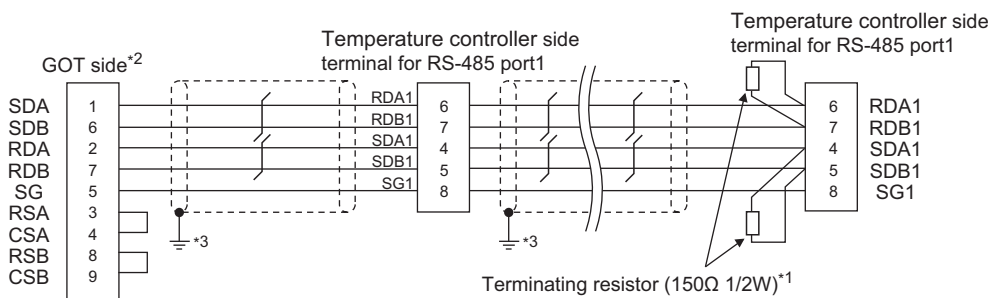 Temperature controller side
terminal for RS-485 port1
Temperature controller side
terminal for RS-485 port1
GOT side*2
SDA 1 RDA1 6 6 RDA1
SDB 6 RDB1 7 7 RDB1
RDA 2 SDA1 4 4 SDA1
RDB 7 SDB1 5 5 SDB1
SG 5 SG1 8 8 SG1
RSA 3
CSA 4
RSB 8
CSB 9
*3
*3
Terminating resistor (150Ω 1/2W)*1